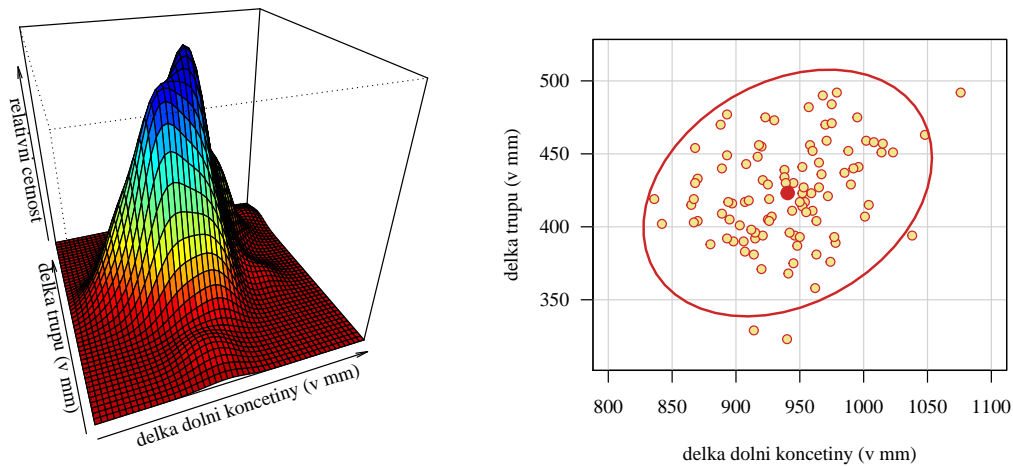 relativni cetnost
delka trupu (v mm)
delka dolni koncetiny (v mm)
delka trupu (v mm)
500
450
400
350
800
850
900
950
1000
1050
1100
delka dolni koncetiny (v mm)